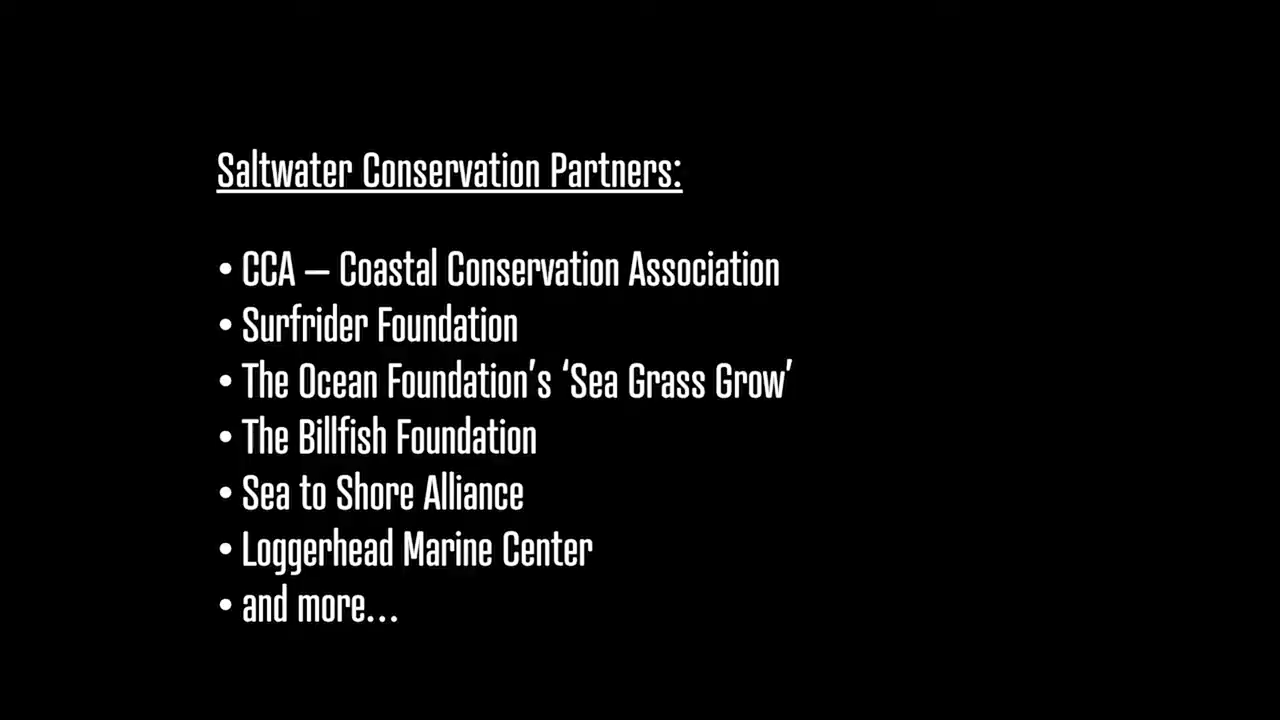 Saltwater Conservation Partners:
• CCA – Coastal Conservation Association
• Surfrider Foundation
• The Ocean Foundation's ‘Sea Grass Grow’
• The Billfish Foundation
• Sea to Shore Alliance
• Loggerhead Marine Center
• and more...